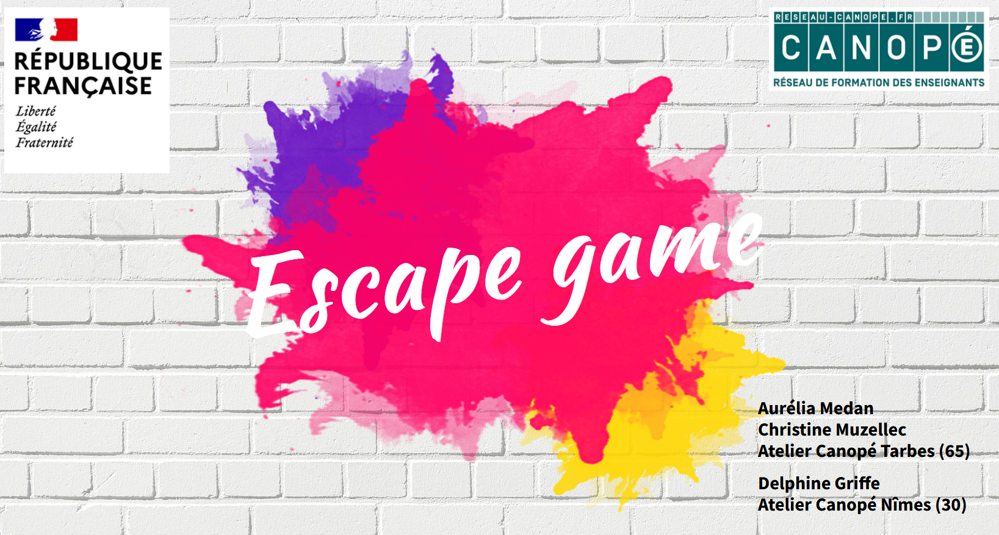 RÉPUBLIQUE
FRANÇAISE
Liberté
Égalité
Fraternité
RESEAU-CANOPE.FR
CANOPÉ
RÉSEAU DE FORMATION DES ENSEIGNANTS
Escape game
Aurélia Medan
Christine Muzellec
Atelier Canopé Tarbes (65)
Delphine Griffe
Atelier Canopé Nîmes (30)